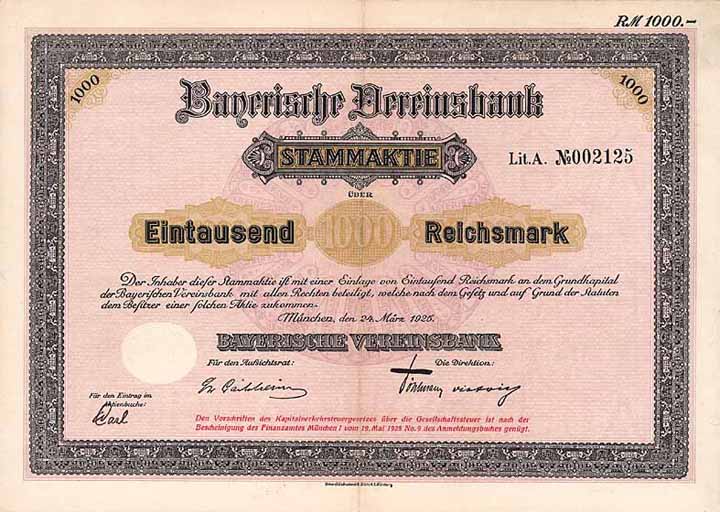 RM 1000.–
1000
1000
Bayerische Vereinsbank
STAMMAKTIE
Lit. A. №002125
ÜBER
Eintausend 1000 Reichsmark
Der Inhaber dieser Stammaktie ist mit einer Einlage von Eintausend Reichsmark an dem Grundkapital
der Bayerischen Vereinsbank mit allen Rechten beteiligt, welche nach dem Gesetz und auf Grund der Statuten
dem Besitzer einer solchen Aktie zukommen.
München, den 24. März 1925.
BAYERISCHE VEREINSBANK
Für den Aufsichtsrat:
Die Direktion:
Für den Eintrag im
Aktienbuche:
Den Vorschriften des Kapitalverkehrsteuergesetzes über die Gesellschaftsteuer ist nach der
Bescheinigung des Finanzamtes München I vom 19. Mai 1925 No. 9 des Anmeldungsbuches genügt.